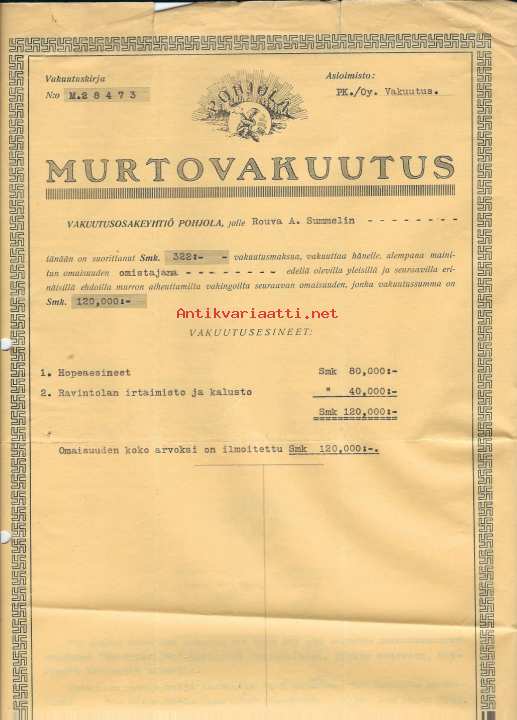 Vakuutuskirja
N:o M.28473
Asioimisto:
PK./Oy. Vakuutus.
POHJOLA
MURTOVAKUUTUS
VAKUUTUSOSAKEYHTIÖ POHJOLA, jolle Rouva A. Summelin - - - - - - - -
tänään on suorittanut Smk. 322:- - vakuutusmaksua, vakuuttaa hänelle, alempana maini-
tun omaisuuden omistajana - - - - - - - - edellä olevilla yleisillä ja seuraavilla eri-
näisillä ehdoilla murron aiheuttamilta vahingoilta seuraavan omaisuuden, jonka vakuutussumma on
Smk. 120,000:-
Antikvariaatti.net
VAKUUTUSESINEET:
1. Hopeaesineet Smk 80,000:-
2. Ravintolan irtaimisto ja kalusto " 40,000:-
Smk 120,000:-
Omaisuuden koko arvoksi on ilmoitettu Smk 120,000:-.